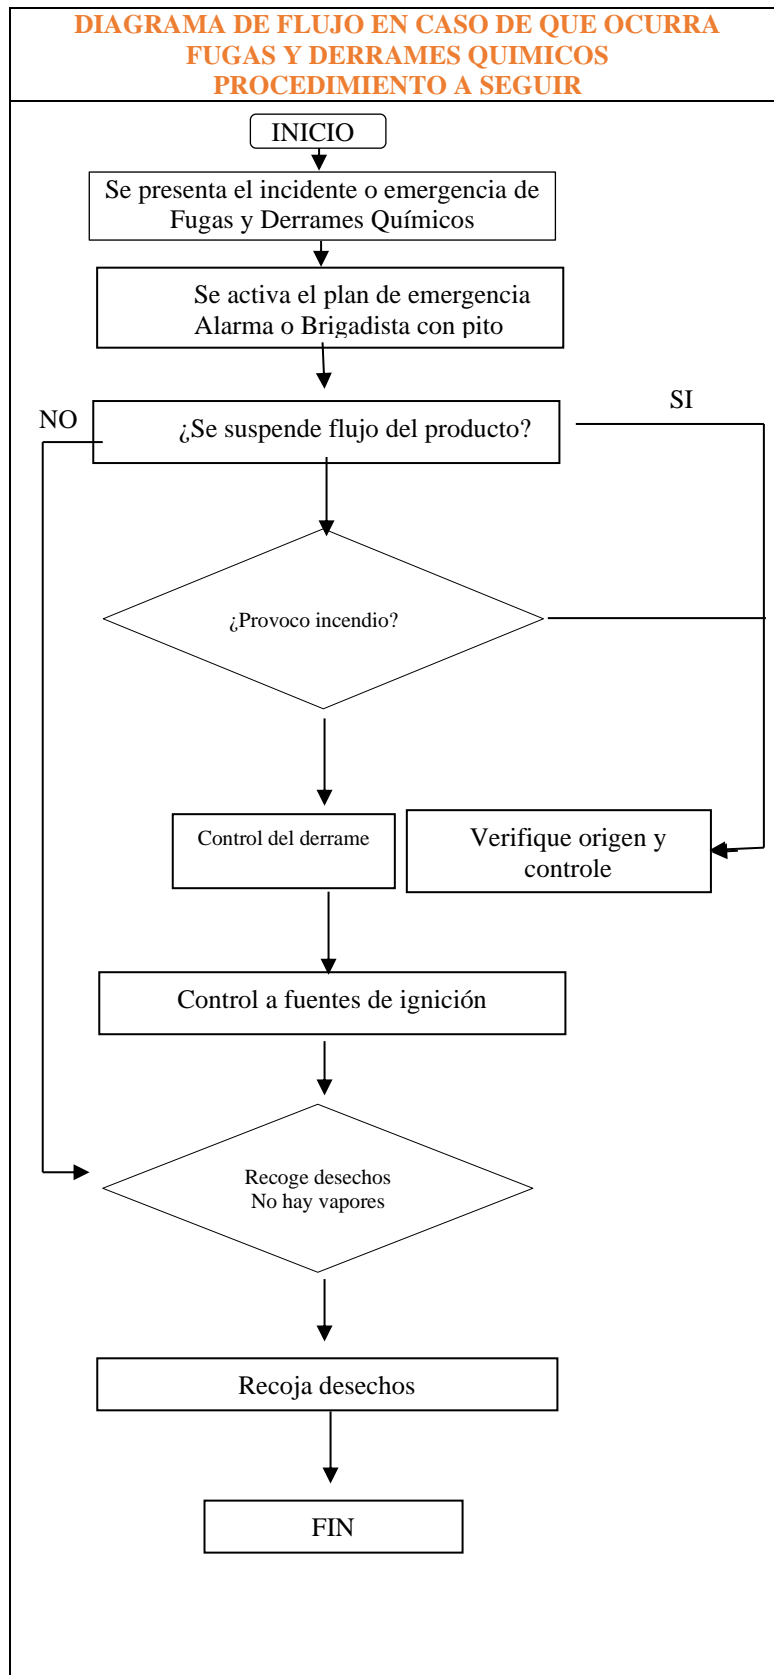 DIAGRAMA DE FLUJO EN CASO DE QUE OCURRA
FUGAS Y DERRAMES QUIMICOS
PROCEDIMIENTO A SEGUIR
INICIO
Se presenta el incidente o emergencia de
Fugas y Derrames Químicos
Se activa el plan de emergencia
Alarma o Brigadista con pito
NO
¿Se suspende flujo del producto?
SI
¿Provoco incendio?
Control del derrame
Verifique origen y
controle
Control a fuentes de ignición
Recoge desechos
No hay vapores
Recoja desechos
FIN